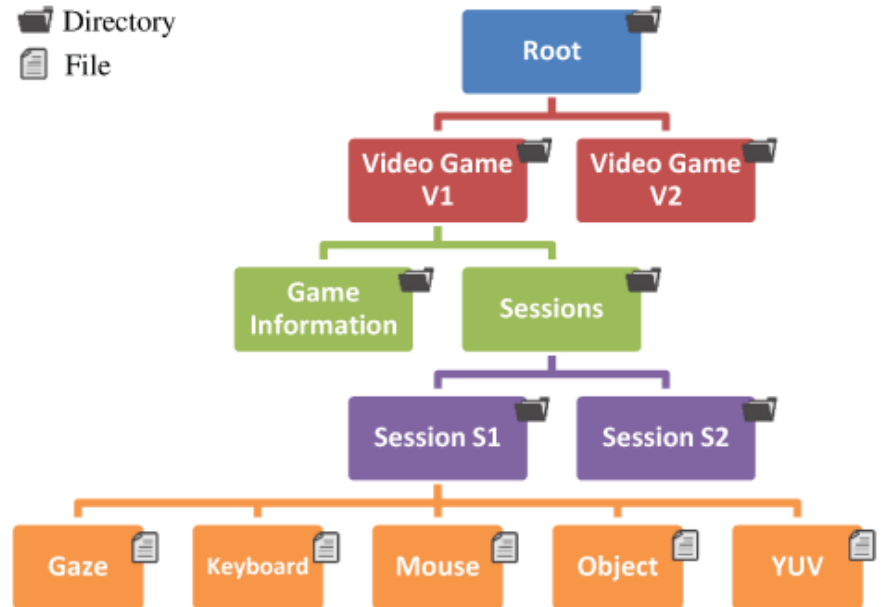 Directory
File
Root
Video Game
V1
Video Game
V2
Game
Information
Sessions
Session S1
Session S2
Gaze
Keyboard
Mouse
Object
YUV